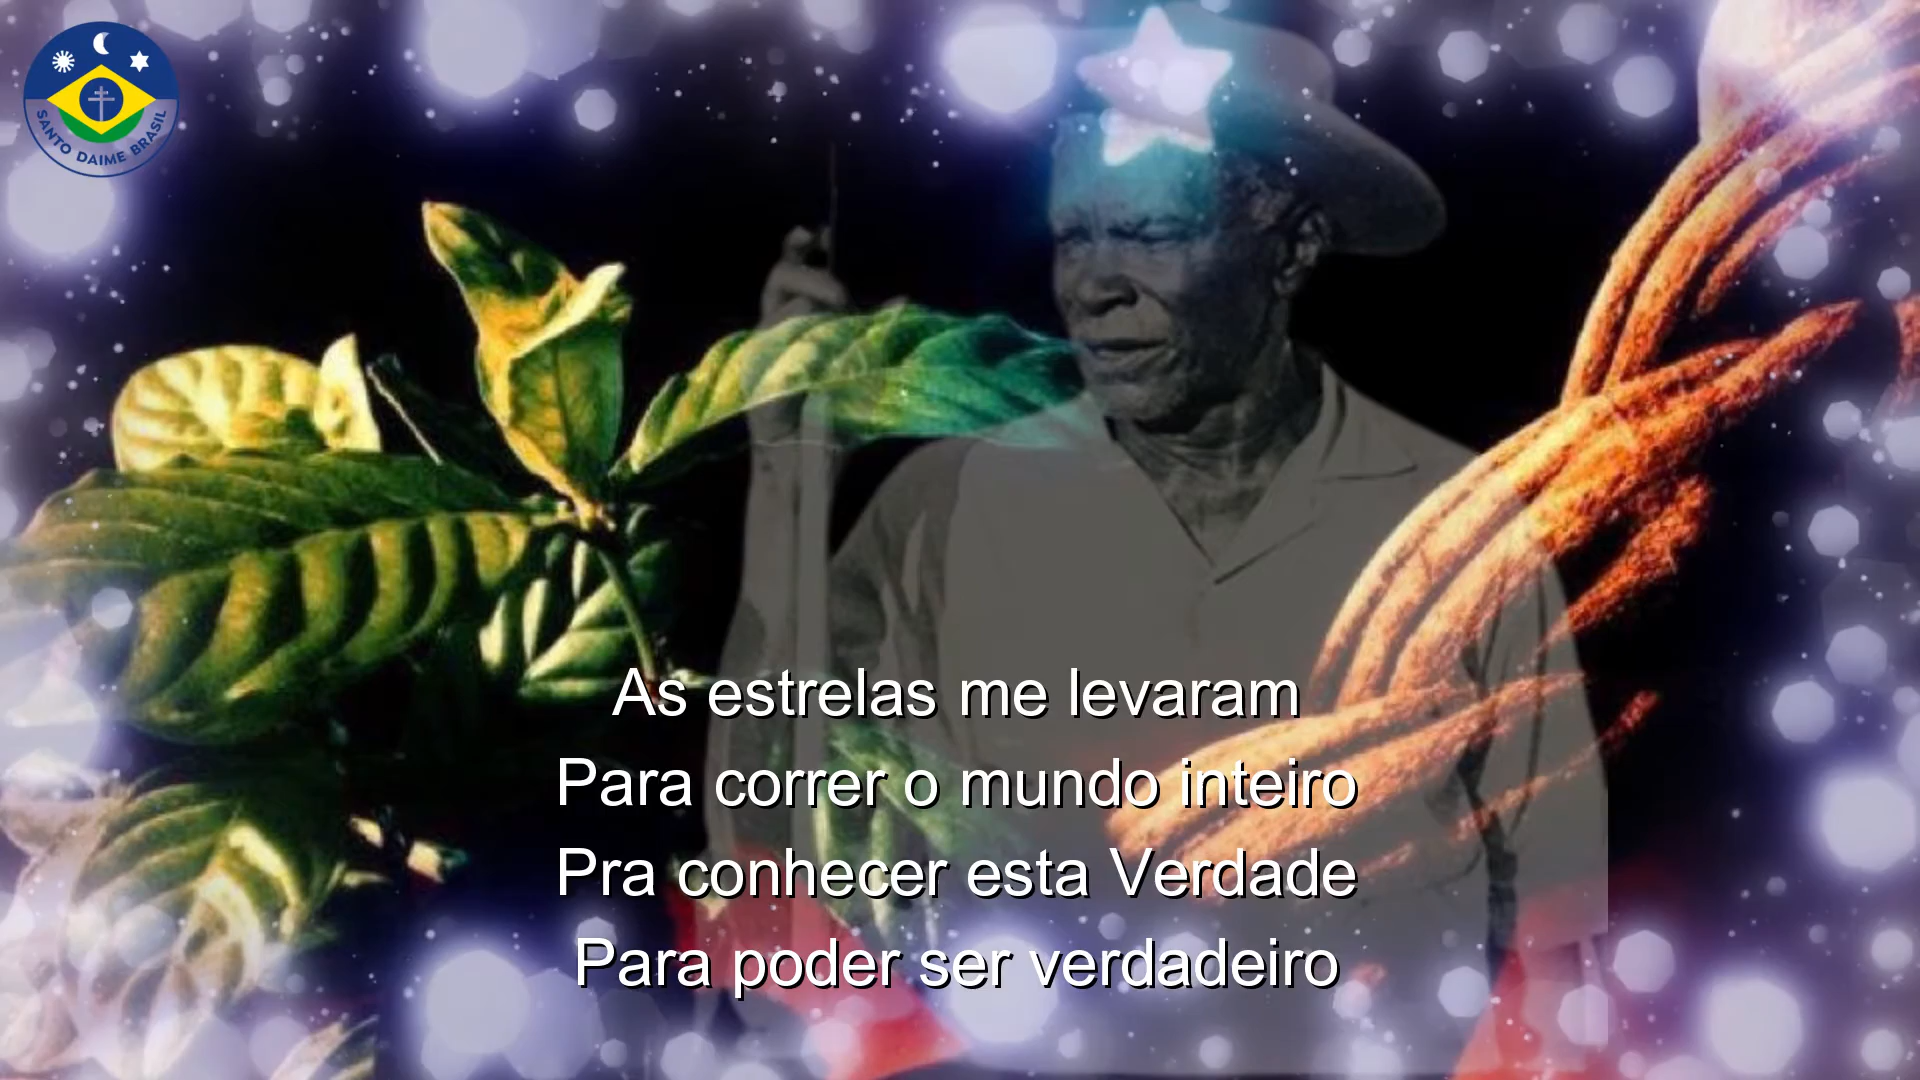 SANTO DAIME BRASIL
As estrelas me levaram
Para correr o mundo inteiro
Pra conhecer esta Verdade
Para poder ser verdadeiro